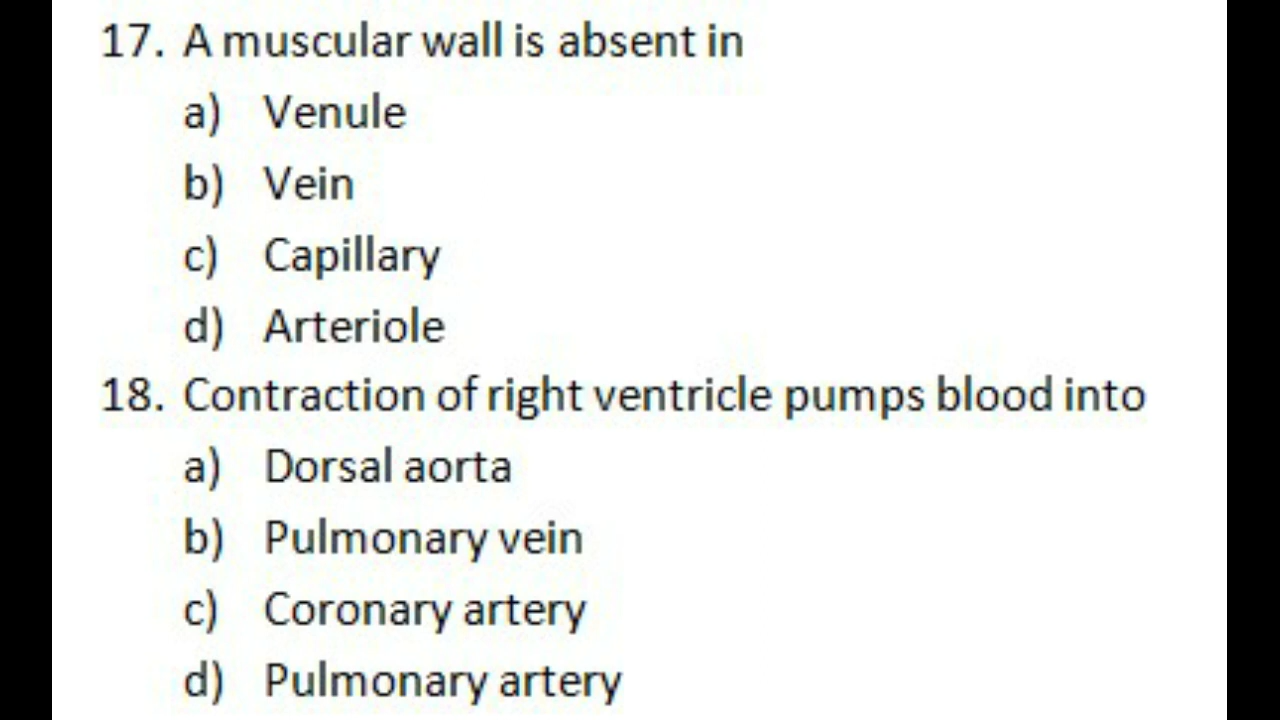 17. A muscular wall is absent in
a) Venule
b) Vein
c) Capillary
d) Arteriole
18. Contraction of right ventricle pumps blood into
a) Dorsal aorta
b) Pulmonary vein
c) Coronary artery
d) Pulmonary artery